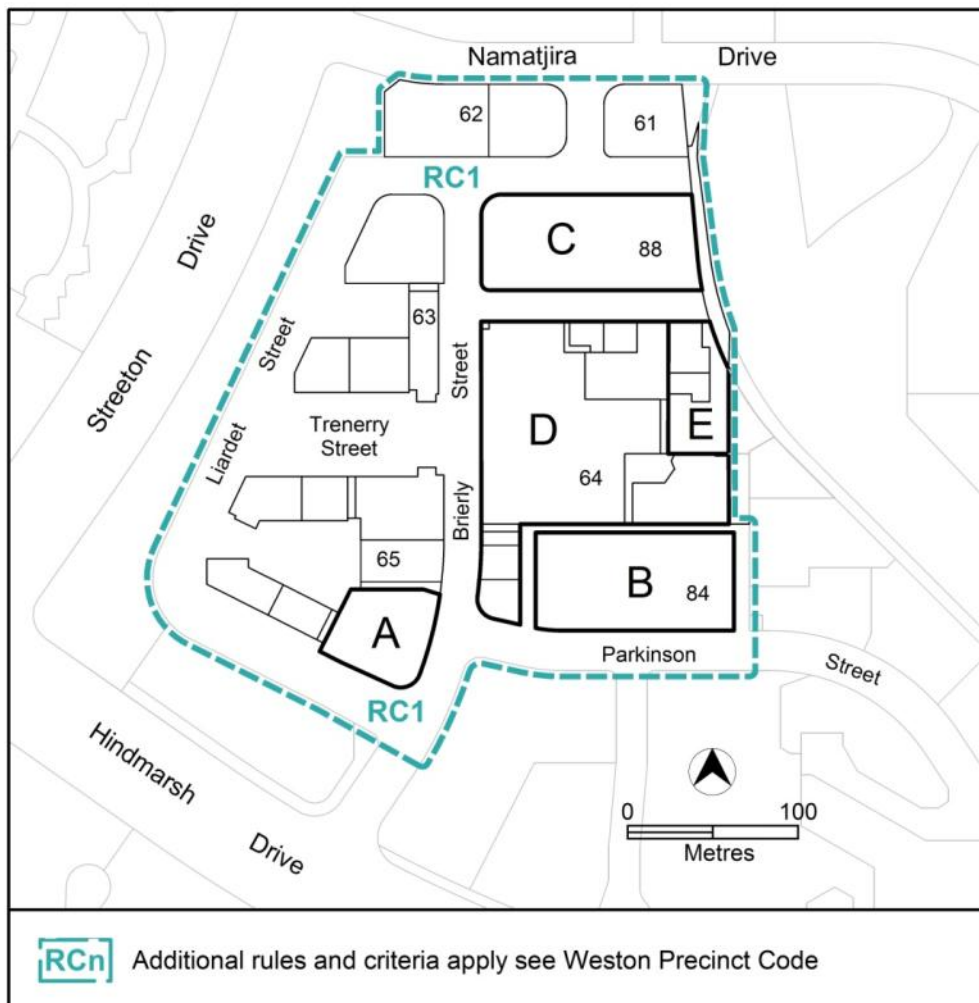 Namatjira Drive
62
61
RC1
C
88
Drive
63
Street
Street
Streeton
Trenerry
Street
D
E
Liardet
64
Brierly
65
B
84
A
Parkinson
Street
RC1
Hindmarsh
0 100
Metres
Drive
RCn Additional rules and criteria apply see Weston Precinct Code